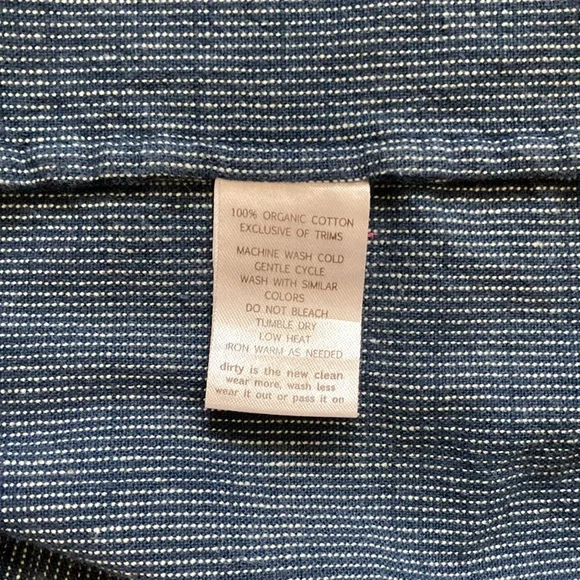 100% ORGANIC COTTON
EXCLUSIVE OF TRIMS
MACHINE WASH COLD
GENTLE CYCLE
WASH WITH SIMILAR
COLORS
DO NOT BLEACH
TUMBLE DRY
LOW HEAT
IRON WARM AS NEEDED
dirty is the new clean
wear more, wash less
wear it out or pass it on